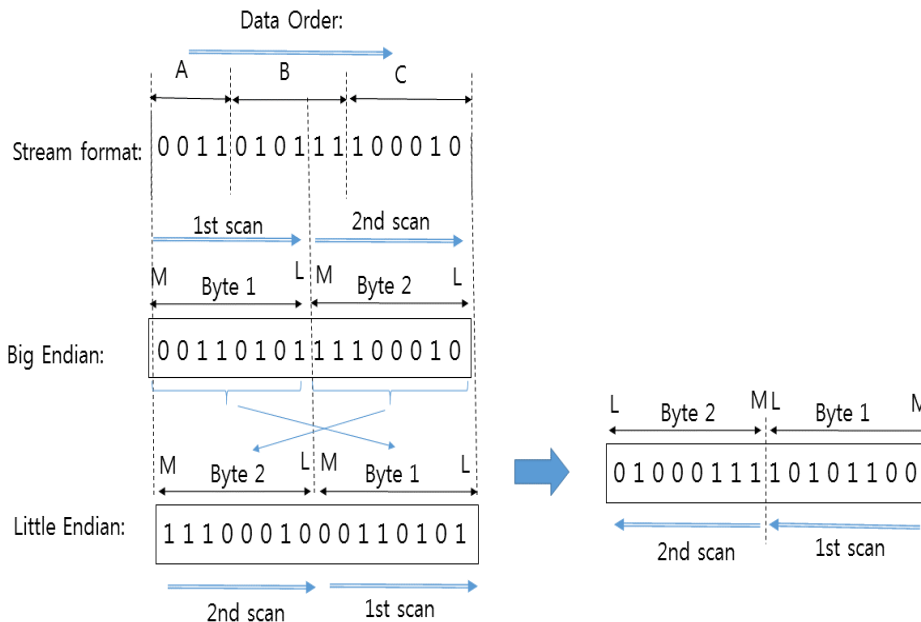 Data Order:
A B C
Stream format: 0 0 1 1 0 1 0 1 1 1 1 0 0 0 1 0
1st scan 2nd scan
M L M L
Byte 1 Byte 2
Big Endian: 0 0 1 1 0 1 0 1 1 1 1 0 0 0 1 0
M L M L
Byte 2 Byte 1
Little Endian: 1 1 1 0 0 0 1 0 0 0 1 1 0 1 0 1
2nd scan 1st scan
L M L M
Byte 2 Byte 1
0 1 0 0 0 1 1 1 1 0 1 0 1 1 0 0
2nd scan 1st scan